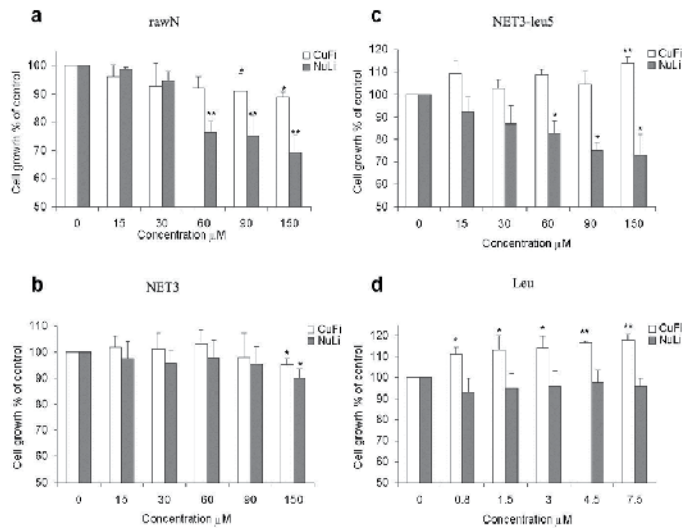 a
rawN
CuFi
NuLi
Cell growrh % of control
100
90
80
70
60
50
**
#
**
#
**
0 15 30 60 90 150
Concentration µM
c
NET3-leu5
CuFi
NuLi
Cell growrh % of control
120
110
100
90
80
70
60
50
*
*
**
*
0 15 30 60 90 150
Concentration µM
b
NET3
CuFi
NuLi
Cell growrh % of control
110
100
90
80
70
60
50
*
*
0 15 30 60 90 150
Concentration µM
d
Leu
CuFi
NuLi
Cell growrh % of control
120
110
100
90
80
70
60
50
*
*
*
**
**
0 0.8 1.5 3 4.5 7.5
Concentration µM